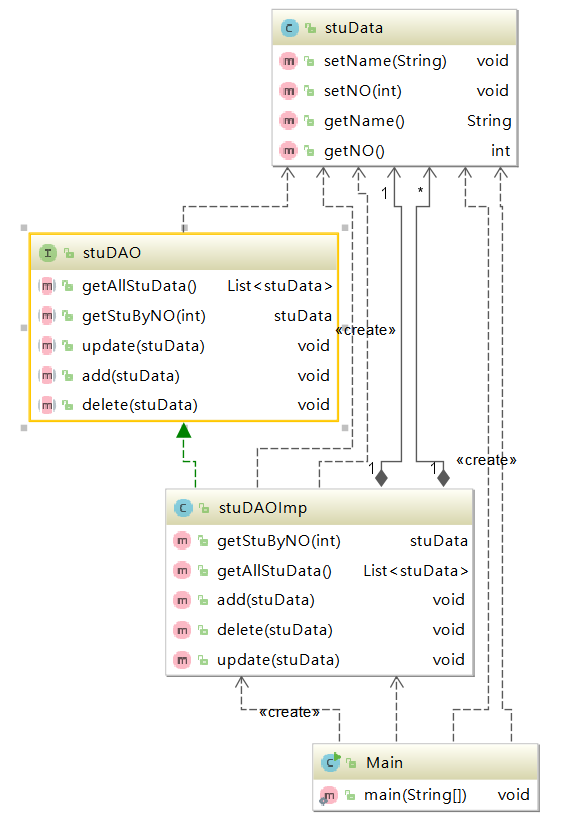 C stuData
m setName(String) void
m setNO(int) void
m getName() String
m getNO() int
1 *
I stuDAO
m getAllStuData() List<stuData>
m getStuByNO(int) stuData
«create»
m update(stuData) void
m add(stuData) void
m delete(stuData) void
1 1 «create»
C stuDAOImp
m getStuByNO(int) stuData
m getAllStuData() List<stuData>
m add(stuData) void
m delete(stuData) void
m update(stuData) void
«create»
C Main
m main(String[]) void